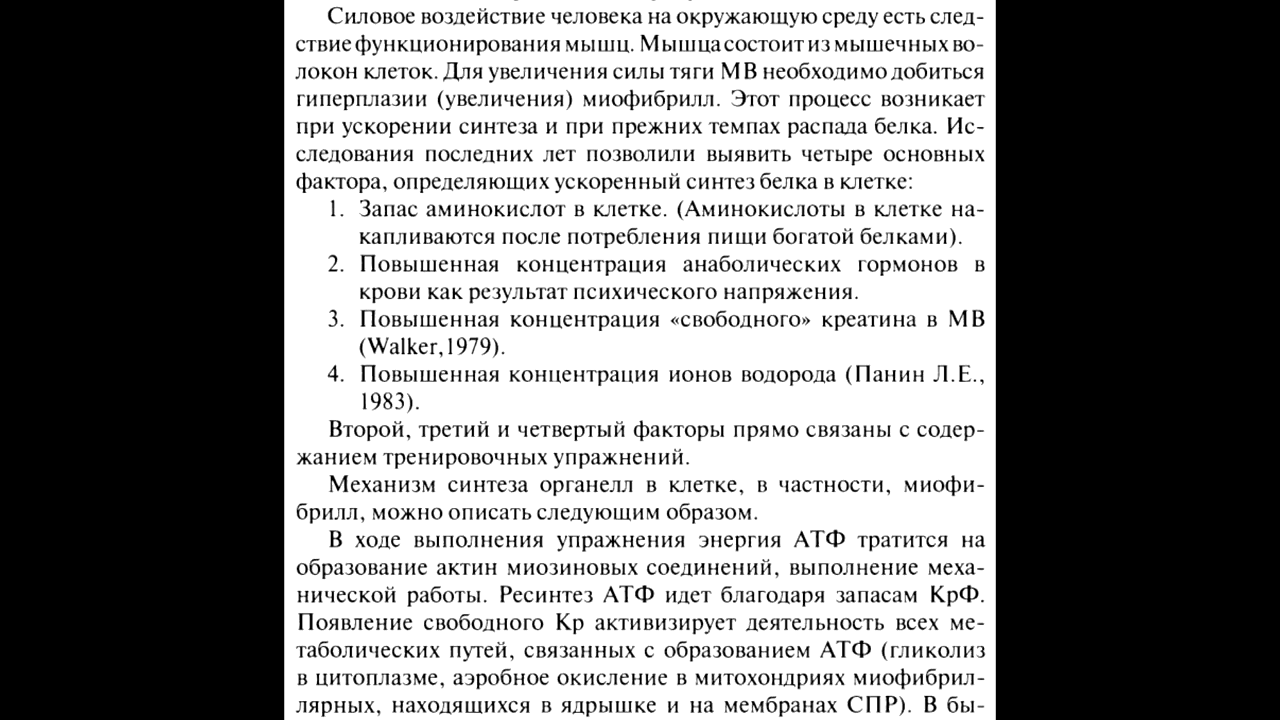 Силовое воздействие человека на окружающую среду есть след-
ствие функционирования мышц. Мышца состоит из мышечных во-
локон клеток. Для увеличения силы тяги МВ необходимо добиться
гиперплазии (увеличения) миофибрилл. Этот процесс возникает
при ускорении синтеза и при прежних темпах распада белка. Ис-
следования последних лет позволили выявить четыре основных
фактора, определяющих ускоренный синтез белка в клетке:
1. Запас аминокислот в клетке. (Аминокислоты в клетке на-
капливаются после потребления пищи богатой белками).
2. Повышенная концентрация анаболических гормонов в
крови как результат психического напряжения.
3. Повышенная концентрация «свободного» креатина в МВ
(Walker,1979).
4. Повышенная концентрация ионов водорода (Панин Л.Е.,
1983).
Второй, третий и четвертый факторы прямо связаны с содер-
жанием тренировочных упражнений.
Механизм синтеза органелл в клетке, в частности, миофи-
брилл, можно описать следующим образом.
В ходе выполнения упражнения энергия АТФ тратится на
образование актин миозиновых соединений, выполнение меха-
нической работы. Ресинтез АТФ идет благодаря запасам КрФ.
Появление свободного Кр активизирует деятельность всех ме-
таболических путей, связанных с образованием АТФ (гликолиз
в цитоплазме, аэробное окисление в митохондриях миофибрил-
лярных, находящихся в ядрышке и на мембранах СПР). В бы-